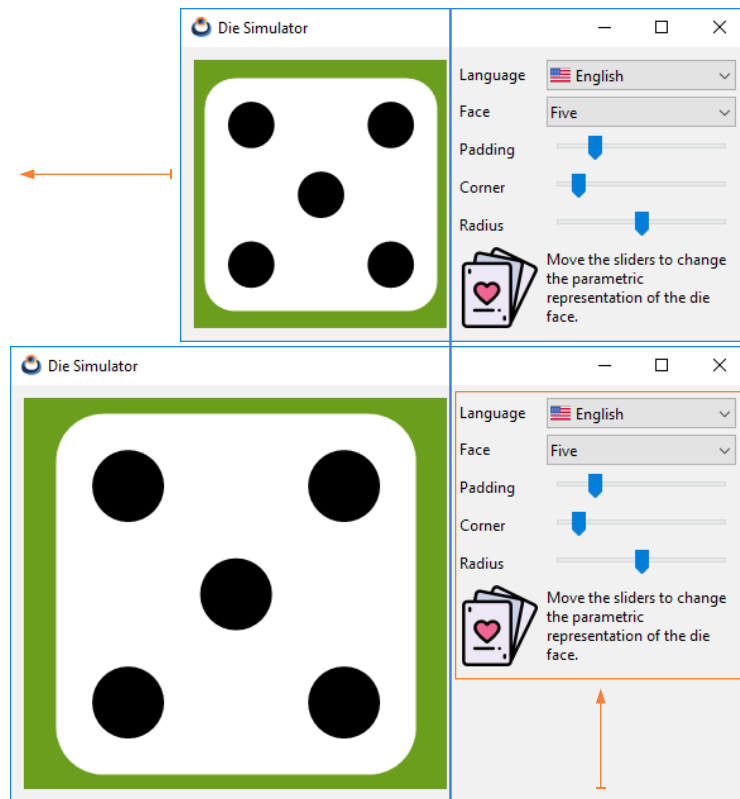 Die Simulator
Language
English
Face
Five
Padding
Corner
Radius
Move the sliders to change
the parametric
representation of the die
face.
Die Simulator
Language
English
Face
Five
Padding
Corner
Radius
Move the sliders to change
the parametric
representation of the die
face.